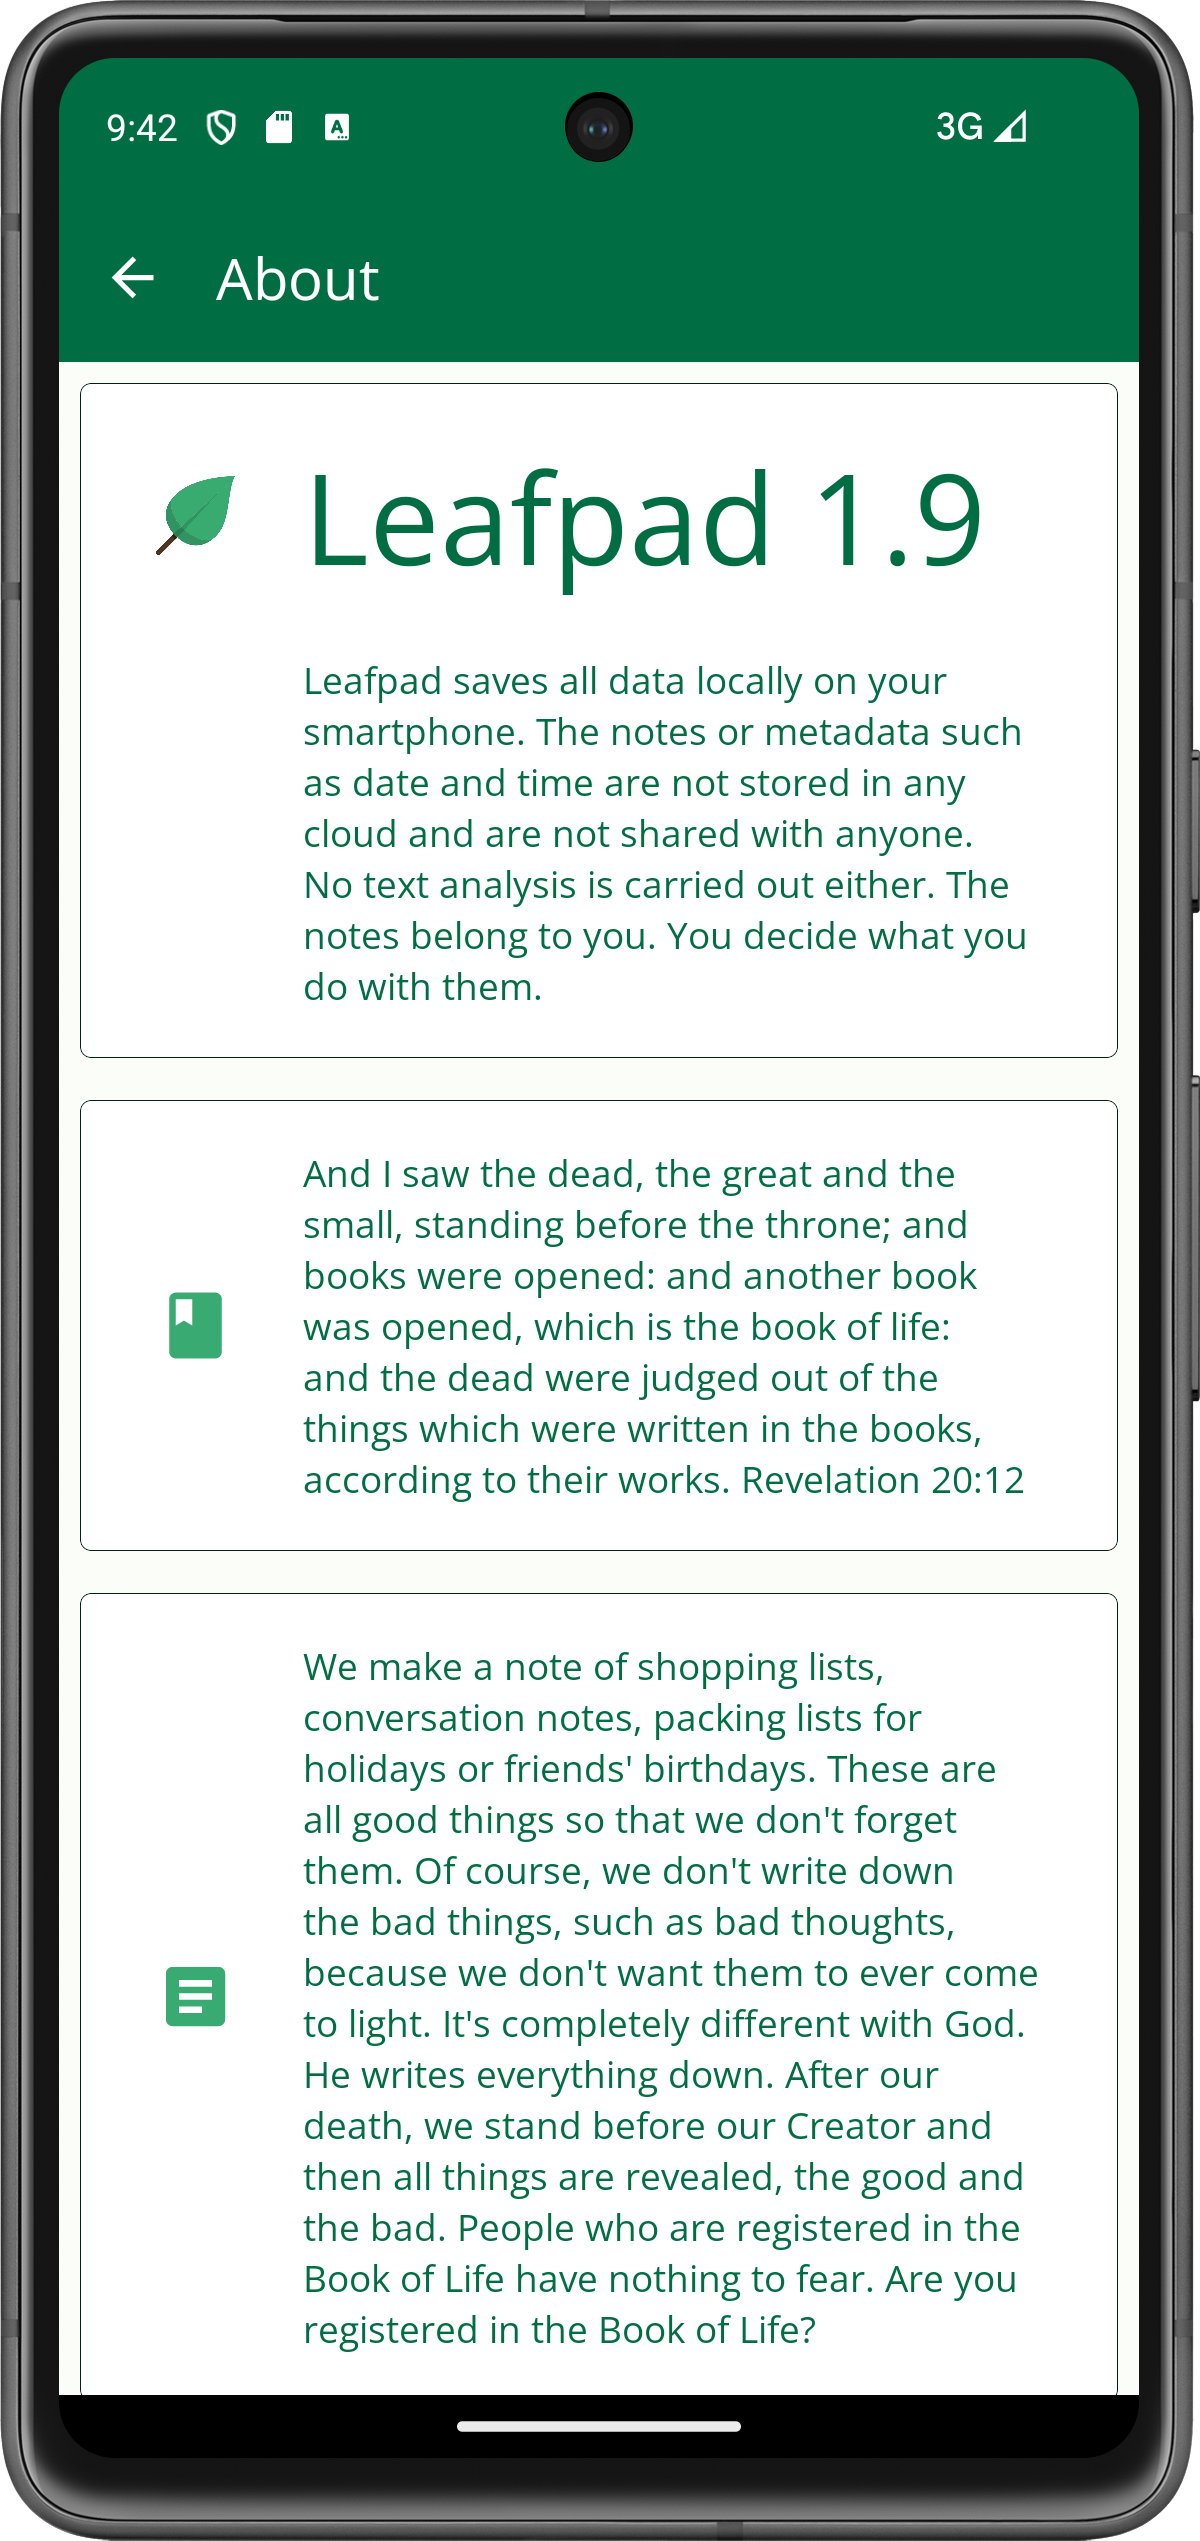 9:42
3G
About
Leafpad 1.9
Leafpad saves all data locally on your
smartphone. The notes or metadata such
as date and time are not stored in any
cloud and are not shared with anyone.
No text analysis is carried out either. The
notes belong to you. You decide what you
do with them.
And I saw the dead, the great and the
small, standing before the throne; and
books were opened: and another book
was opened, which is the book of life:
and the dead were judged out of the
things which were written in the books,
according to their works. Revelation 20:12
We make a note of shopping lists,
conversation notes, packing lists for
holidays or friends' birthdays. These are
all good things so that we don't forget
them. Of course, we don't write down
the bad things, such as bad thoughts,
because we don't want them to ever come
to light. It's completely different with God.
He writes everything down. After our
death, we stand before our Creator and
then all things are revealed, the good and
the bad. People who are registered in the
Book of Life have nothing to fear. Are you
registered in the Book of Life?